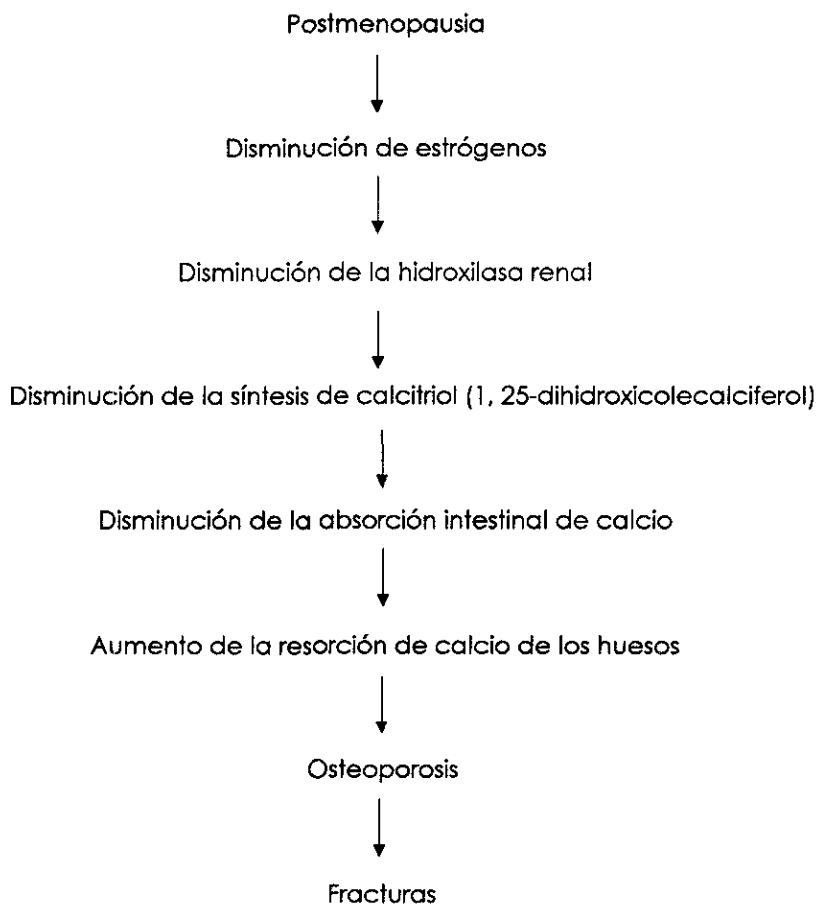 Postmenopausia
Disminución de estrógenos
Disminución de la hidroxilasa renal
Disminución de la síntesis de calcitriol (1, 25-dihidroxicolecalciferol)
Disminución de la absorción intestinal de calcio
Aumento de la resorción de calcio de los huesos
Osteoporosis
Fracturas